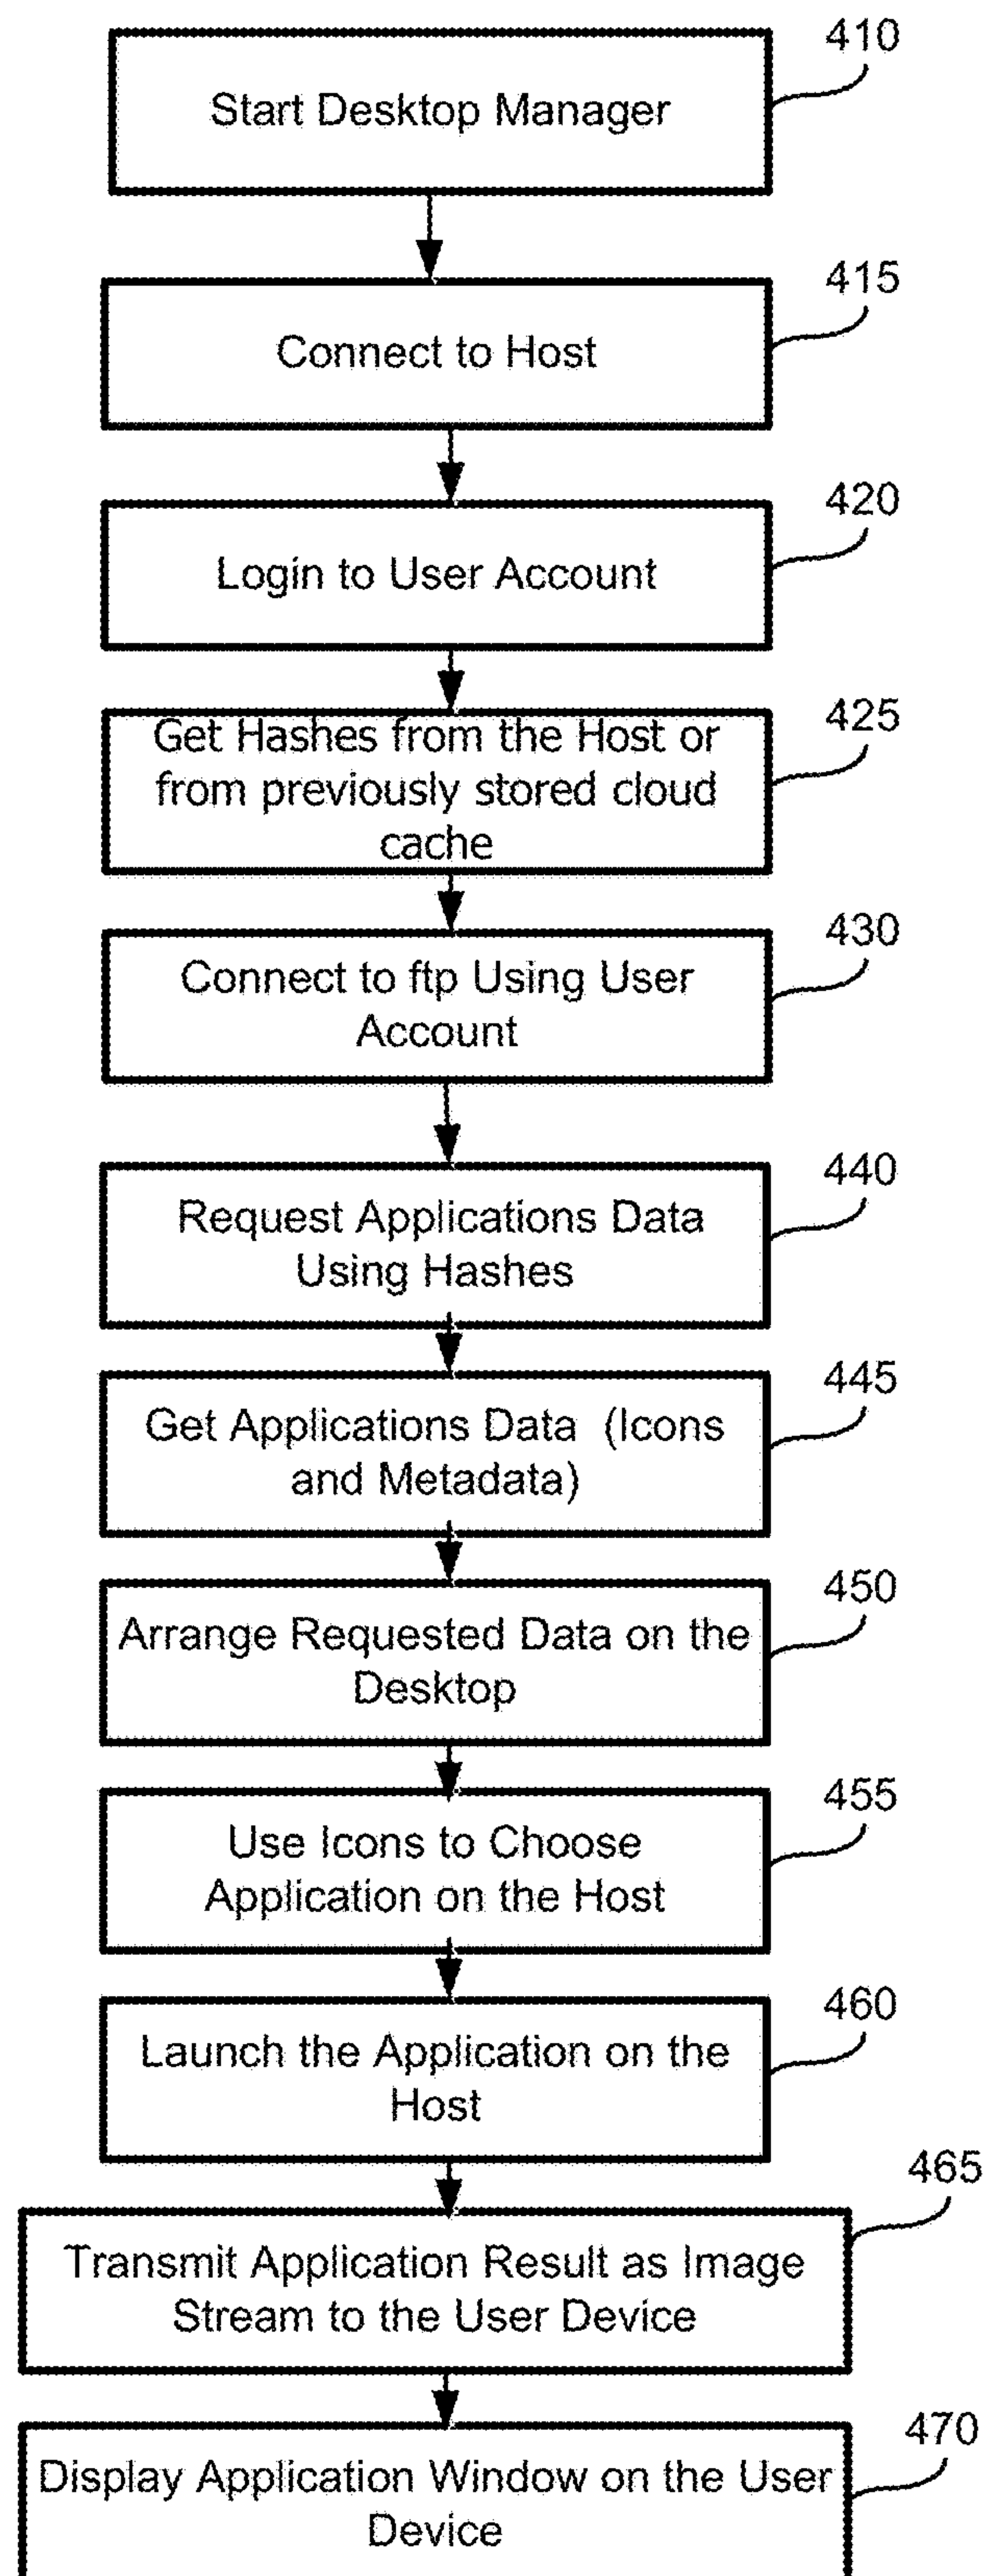 410
Start Desktop Manager
415
Connect to Host
420
Login to User Account
425
Get Hashes from the Host or
from previously stored cloud
cache
430
Connect to ftp Using User
Account
440
Request Applications Data
Using Hashes
445
Get Applications Data (Icons
and Metadata)
450
Arrange Requested Data on the
Desktop
455
Use Icons to Choose
Application on the Host
460
Launch the Application on the
Host
465
Transmit Application Result as Image
Stream to the User Device
470
Display Application Window on the User
Device